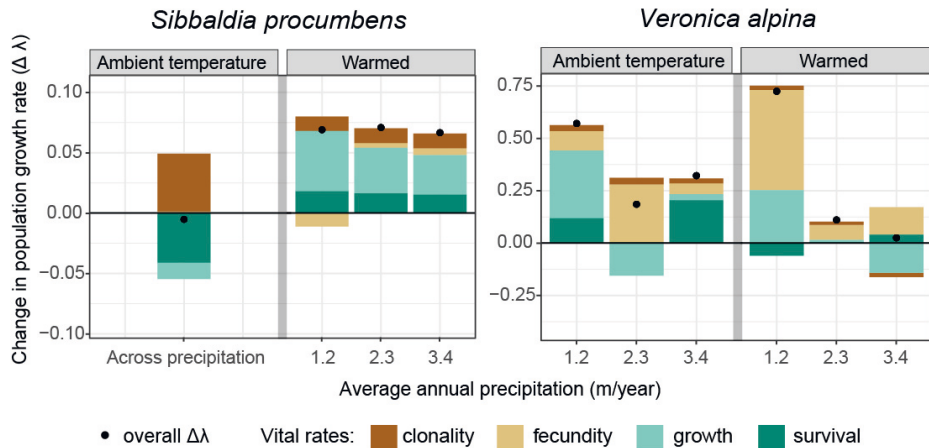 Sibbaldia procumbens
Veronica alpina
Ambient temperature
Warmed
Ambient temperature
Warmed
Change in population growth rate (Δ λ)
0.10
0.05
0.00
−0.05
−0.10
0.75
0.50
0.25
0.00
−0.25
Across precipitation
1.2
2.3
3.4
1.2
2.3
3.4
1.2
2.3
3.4
Average annual precipitation (m/year)
overall Δλ Vital rates: clonality fecundity growth survival